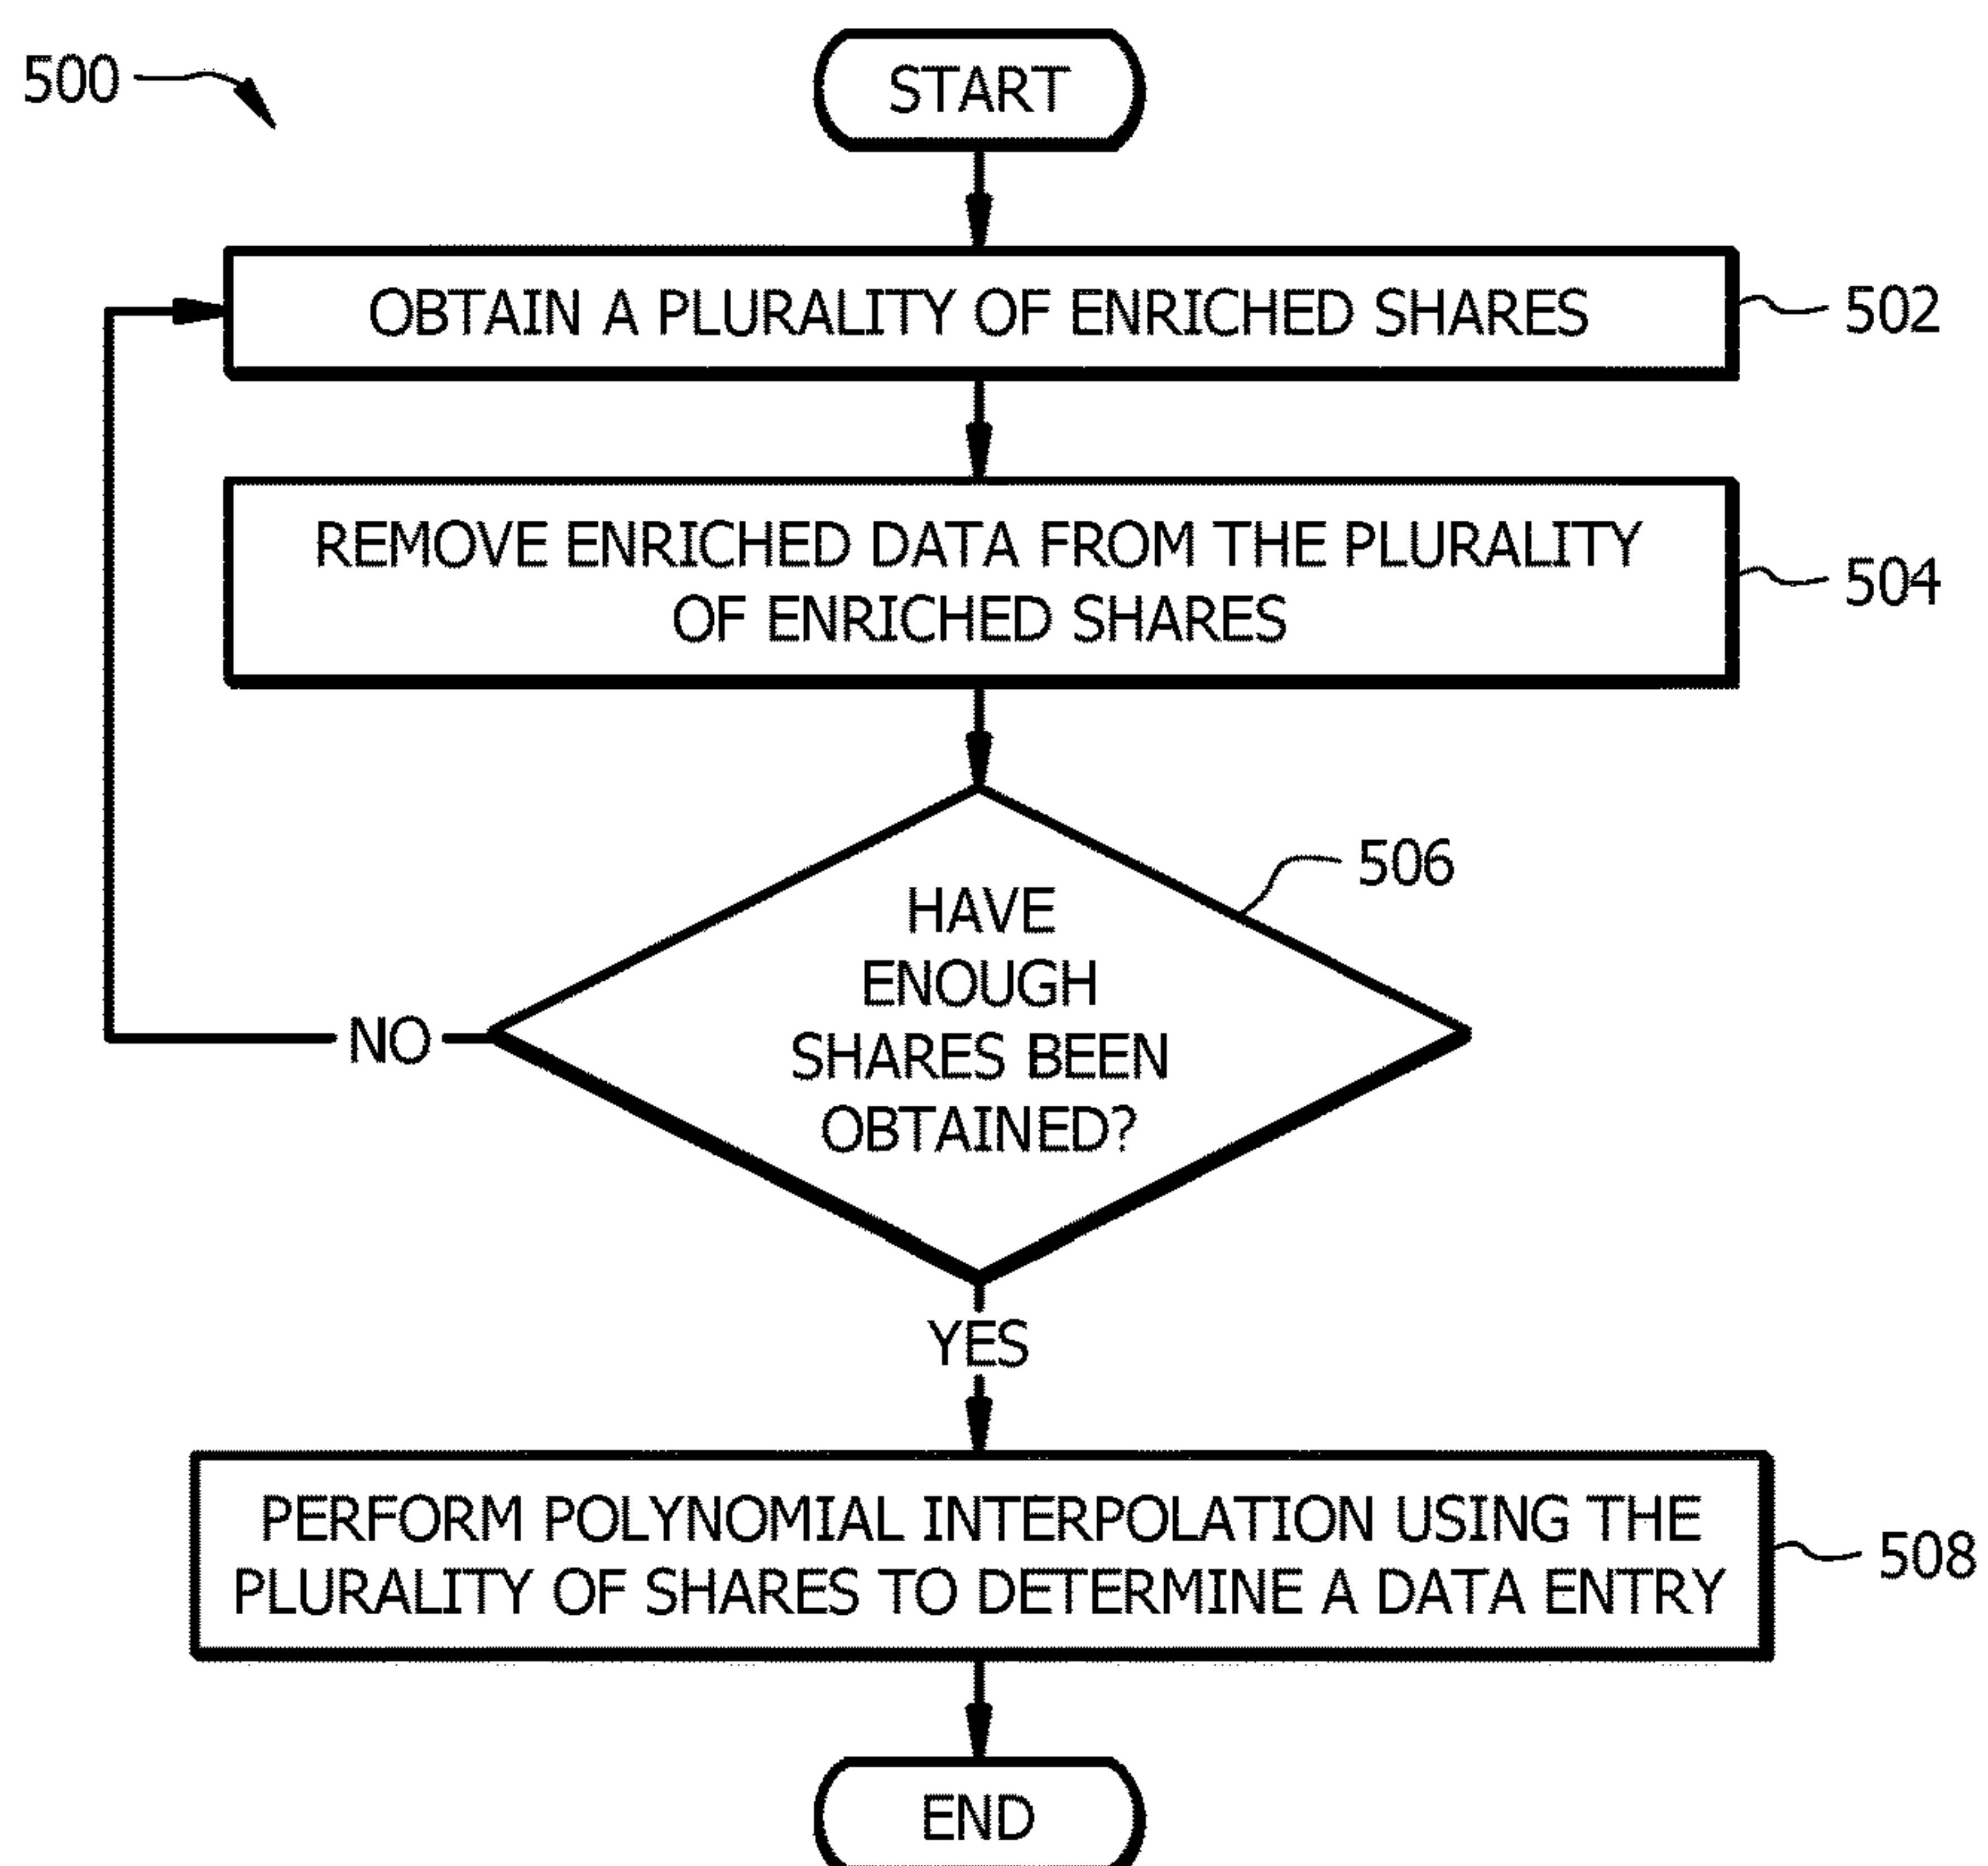 500
START
OBTAIN A PLURALITY OF ENRICHED SHARES
502
REMOVE ENRICHED DATA FROM THE PLURALITY
OF ENRICHED SHARES
504
506
HAVE
ENOUGH
SHARES BEEN
OBTAINED?
NO
YES
PERFORM POLYNOMIAL INTERPOLATION USING THE
PLURALITY OF SHARES TO DETERMINE A DATA ENTRY
508
END